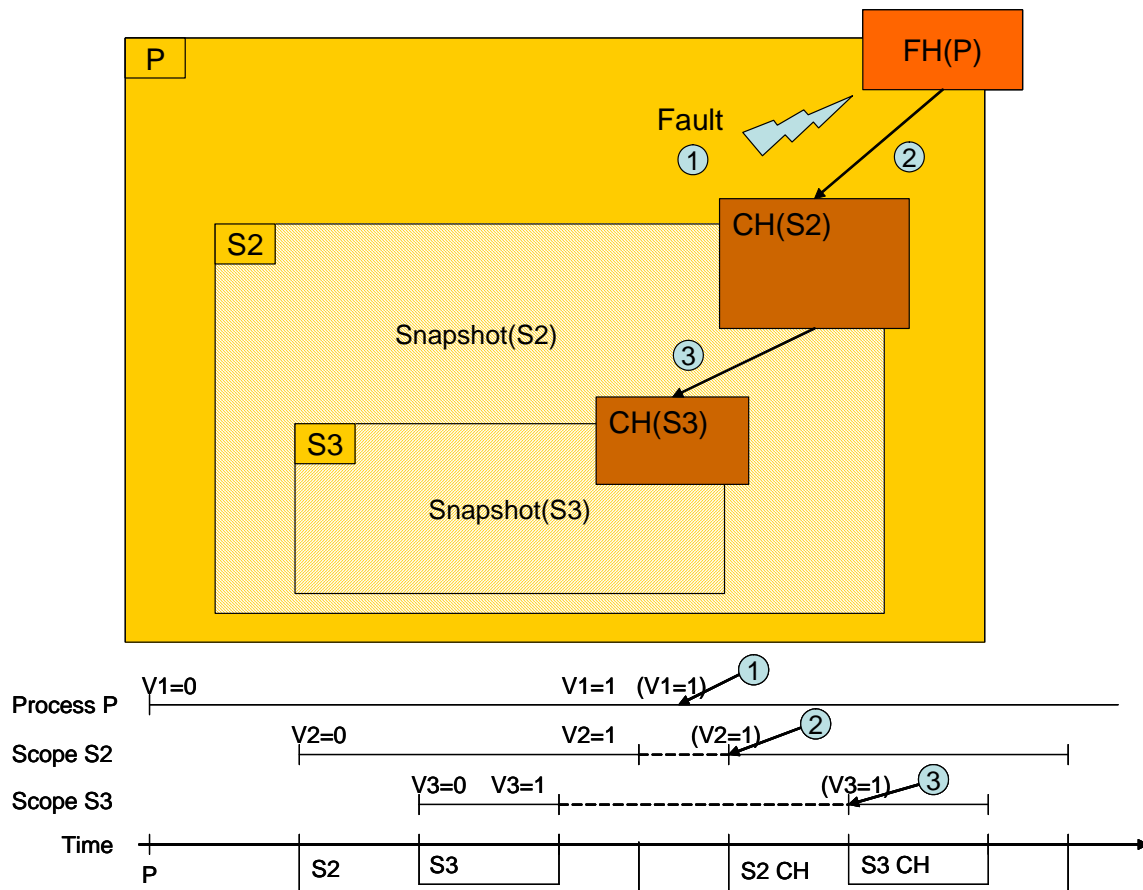 P
FH(P)
Fault
1
2
CH(S2)
S2
Snapshot(S2)
3
CH(S3)
S3
Snapshot(S3)
1
V1=0 V1=1 (V1=1)
Process P
2
V2=0 V2=1 (V2=1)
Scope S2
3
V3=0 V3=1 (V3=1)
Scope S3
Time
P S2 S3 S2 CH S3 CH